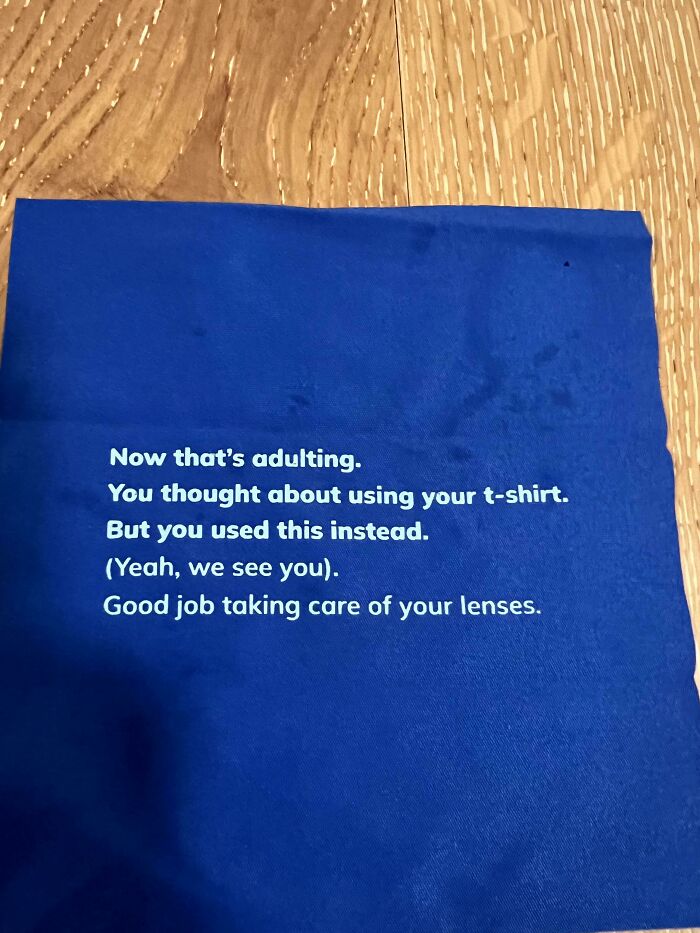 Now that’s adulting.
You thought about using your t-shirt.
But you used this instead.
(Yeah, we see you).
Good job taking care of your lenses.